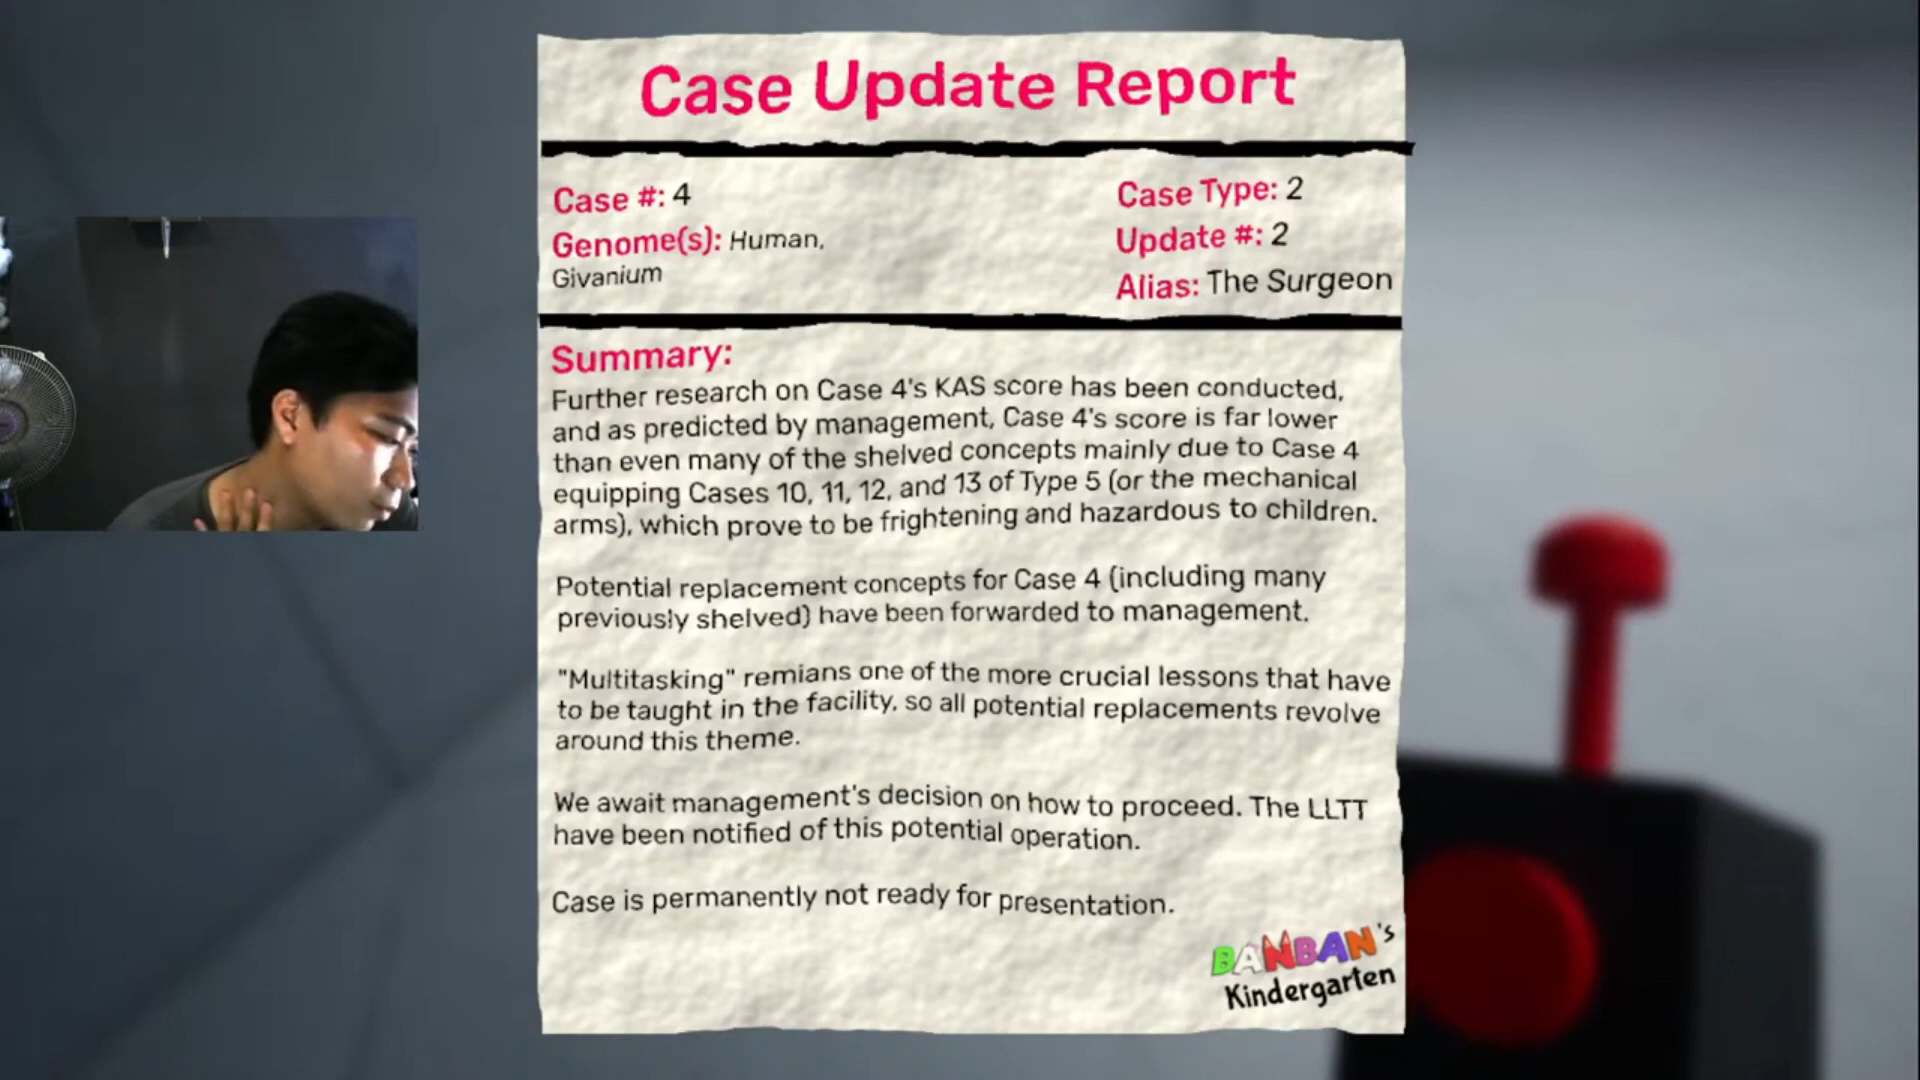 Case Update Report
Case #: 4
Genome(s): Human,
Givanium
Case Type: 2
Update #: 2
Alias: The Surgeon
Summary:
Further research on Case 4's KAS score has been conducted,
and as predicted by management, Case 4's score is far lower
than even many of the shelved concepts mainly due to Case 4
equipping Cases 10, 11, 12, and 13 of Type 5 (or the mechanical
arms), which prove to be frightening and hazardous to children.
Potential replacement concepts for Case 4 (including many
previously shelved) have been forwarded to management.
"Multitasking" remians one of the more crucial lessons that have
to be taught in the facility, so all potential replacements revolve
around this theme.
We await management's decision on how to proceed. The LLTT
have been notified of this potential operation.
Case is permanently not ready for presentation.
BANBAN's
Kindergarten